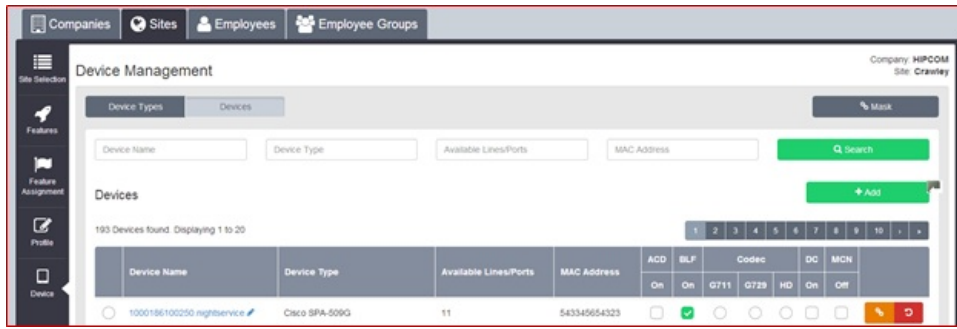 Companies Sites Employees Employee Groups
Company: HIPCOM
Site: Crawley
Site Selection
Device Management
Device Types Devices Mask
Features
Device Name Device Type Available Lines/Ports MAC Address Search
Feature Assignment
Devices
Add
Profile
193 Devices found. Displaying 1 to 20
1 2 3 4 5 6 7 8 9 10 › »
Device
Device Name Device Type Available Lines/Ports MAC Address ACD BLF Codec DC MCN
On On G711 G729 HD On Off
1000186100250.nightservice Cisco SPA-509G 11 543345654323